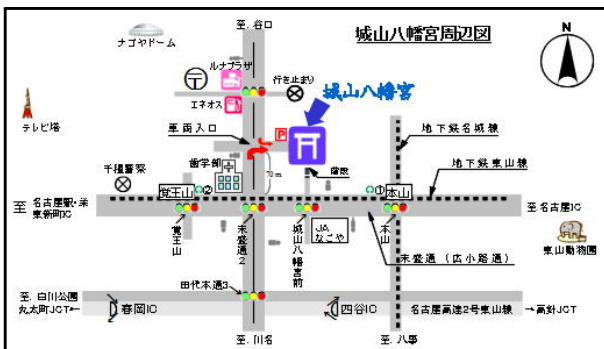 城山八幡宮周辺図
至.谷口
ナゴヤドーム
ルナプラザ
行き止まり
エネオス
城山八幡宮
N
テレビ塔
車両入口
P
地下鉄名城線
地下鉄東山線
歯学部
階段
70m
千種警察
覚王山
②
①
本山
至
名古屋駅・栄
東新町IC
至.名古屋IC
覚王山
末盛通2
城山八幡宮前
JA
なごや
本山
東山動物園
末盛通(広小路通)
田代本通3
至.白川公園
丸太町JCT←
春岡IC
四谷IC
名古屋高速2号東山線
→高針JCT
至.川名
至.八事